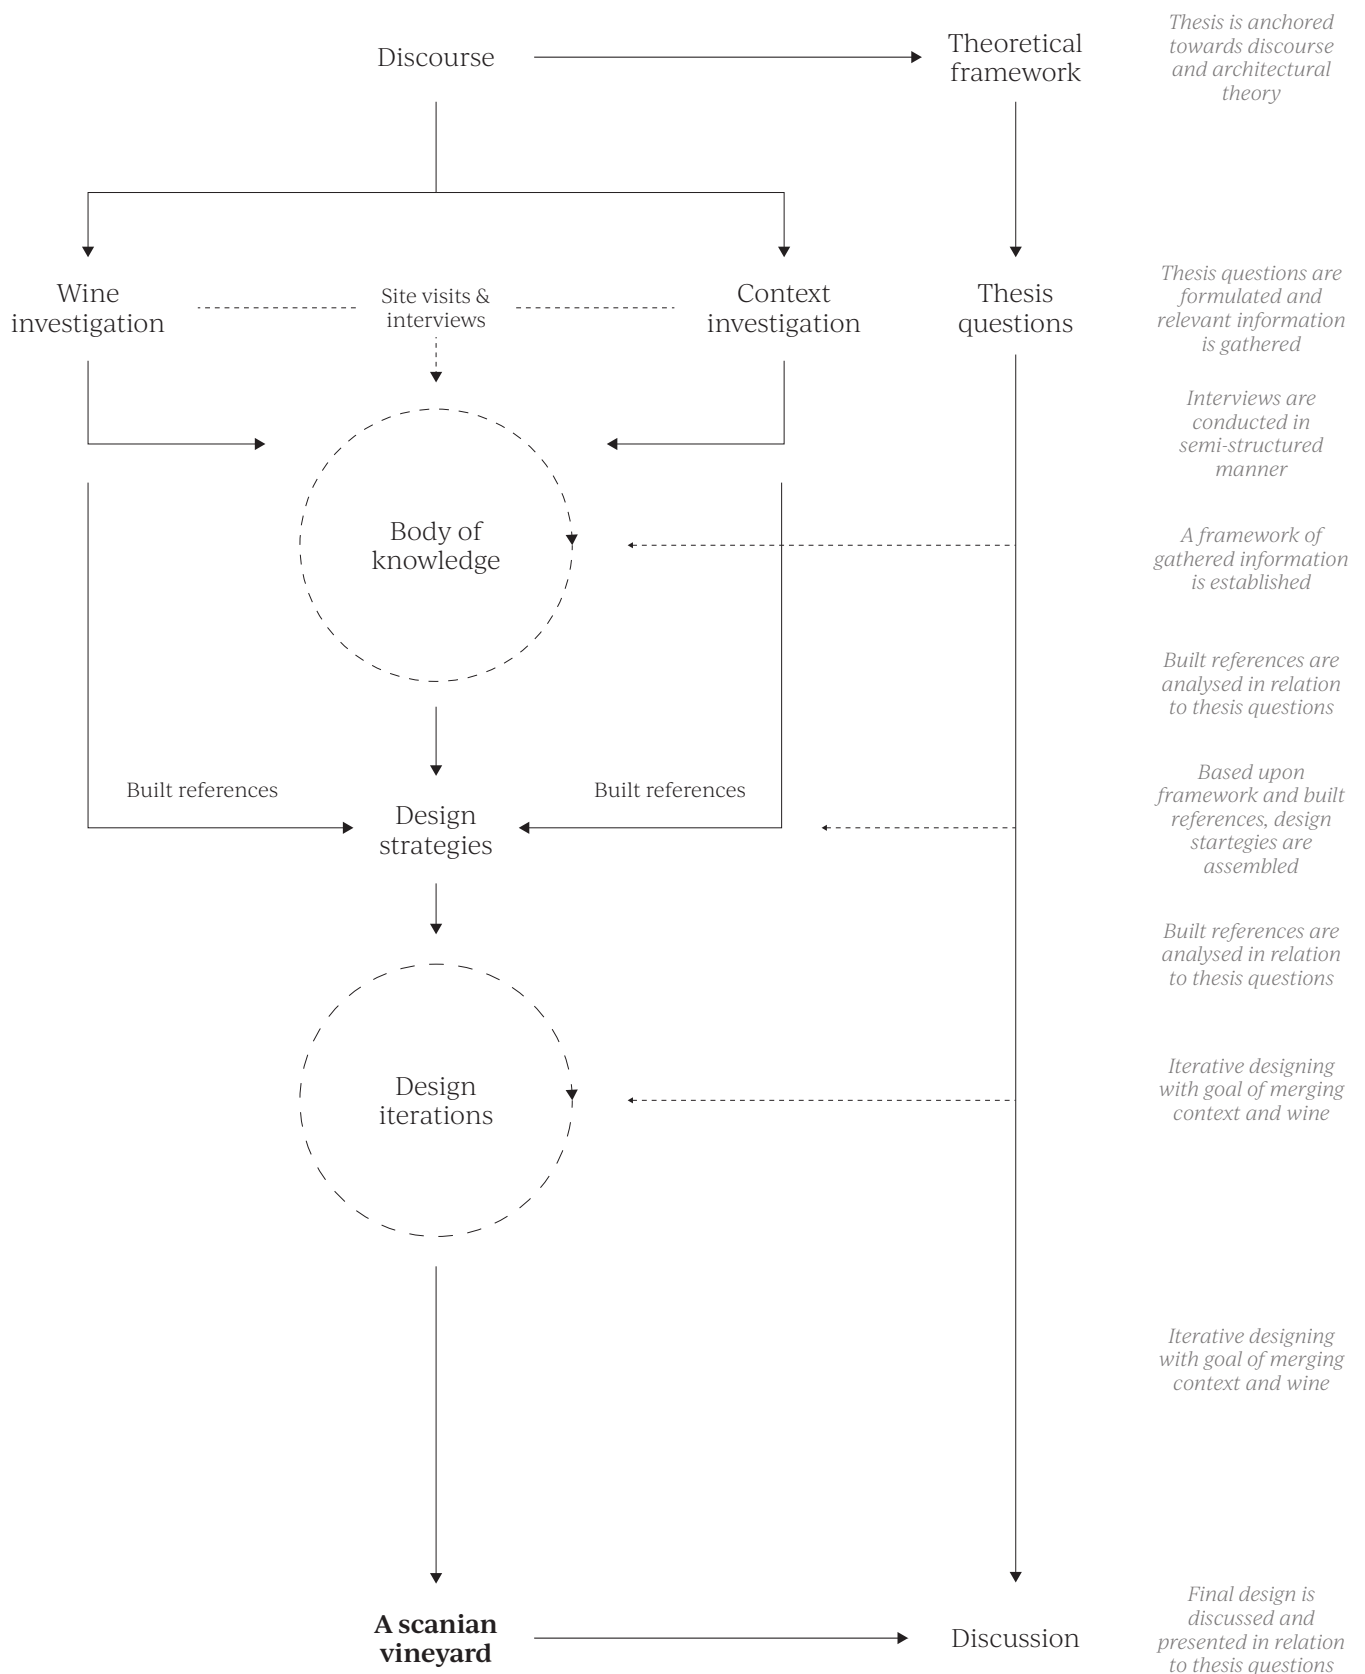 Discourse
Theoretical
framework
Thesis is anchored
towards discourse
and architectural
theory
Wine
investigation
Site visits &
interviews
Context
investigation
Thesis
questions
Thesis questions are
formulated and
relevant information
is gathered
Interviews are
conducted in
semi-structured
manner
Body of
knowledge
A framework of
gathered information
is established
Built references are
analysed in relation
to thesis questions
Built references
Design
strategies
Built references
Based upon
framework and built
references, design
startegies are
assembled
Built references are
analysed in relation
to thesis questions
Design
iterations
Iterative designing
with goal of merging
context and wine
Iterative designing
with goal of merging
context and wine
A scanian
vineyard
Discussion
Final design is
discussed and
presented in relation
to thesis questions